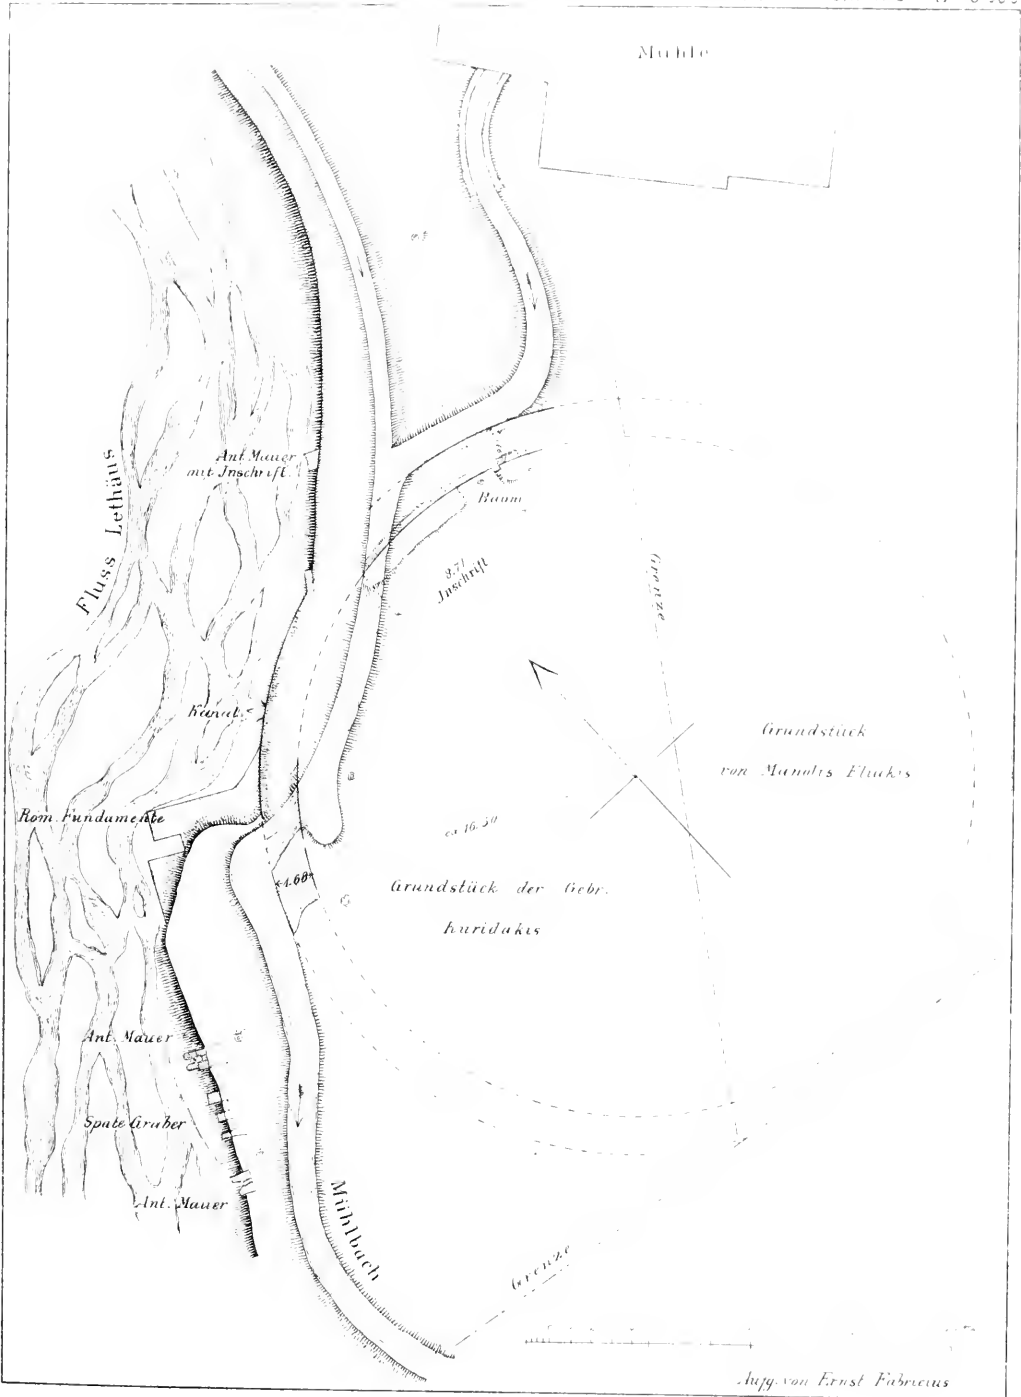 Mühle
Ant. Mauer
mit Inschrift.
Fluss Lethäus
Baum
8.71
Inschrift
Grenze
Kanal.
Grundstück
von Manolis
Röm. Fundamente
ca 16.50
1.60
Grundstück der Gebr.
Kuridakis
Ant. Mauer
Späte Gräber
Ant. Mauer
Mühlbach
Grenze
Aufg. von Ernst Fabricius